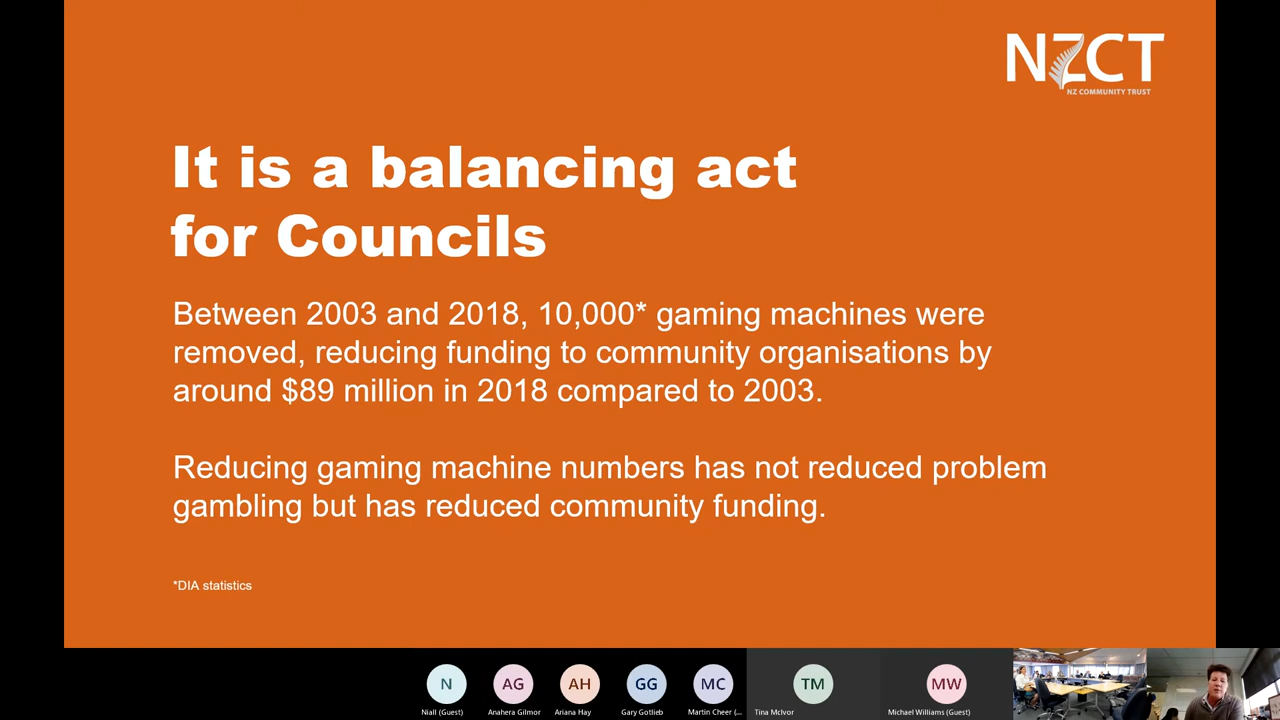 NZCT
NZ COMMUNITY TRUST
It is a balancing act
for Councils
Between 2003 and 2018, 10,000* gaming machines were
removed, reducing funding to community organisations by
around $89 million in 2018 compared to 2003.
Reducing gaming machine numbers has not reduced problem
gambling but has reduced community funding.
*DIA statistics
N
AG
AH
GG
MC
TM
MW
Niall (Guest)
Anahera Gilmor
Ariana Hay
Gary Gotlieb
Martin Cheer (...
Tina McIvor
Michael Williams (Guest)